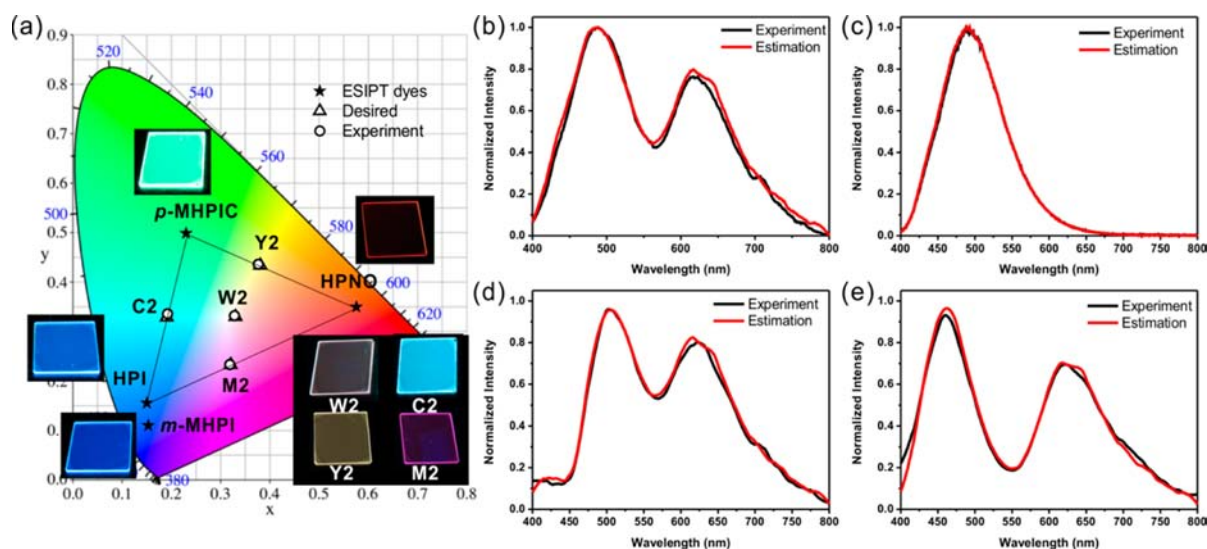 (a)
0.9
0.8
0.7
0.6
0.5
0.4
0.3
0.2
0.1
0.0
y
0.0 0.1 0.2 0.3 0.4 0.5 0.6 0.7 0.8
x
520
540
560
580
600
620
500
380
ESIPT dyes
Desired
Experiment
p-MHPIC
Y2
HPNO
C2
W2
HPI
M2
m-MHPI
W2 C2
Y2 M2
(b)
Experiment
Estimation
Normalized Intensity
1.0
0.8
0.6
0.4
0.2
0.0
400 450 500 550 600 650 700 750 800
Wavelength (nm)
(c)
Experiment
Estimation
Normalized Intensity
1.0
0.8
0.6
0.4
0.2
0.0
400 450 500 550 600 650 700 750 800
Wavelength (nm)
(d)
Experiment
Estimation
Normalized Intensity
1.0
0.8
0.6
0.4
0.2
0.0
400 450 500 550 600 650 700 750 800
Wavelength (nm)
(e)
Experiment
Estimation
Normalized Intensity
1.0
0.8
0.6
0.4
0.2
0.0
400 450 500 550 600 650 700 750 800
Wavelength (nm)